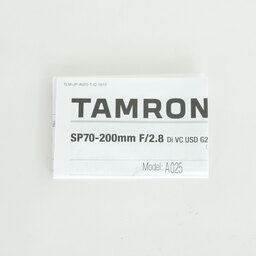 TAMRON
SP70-200mm F/2.8 Di VC USD G2
Model: A025